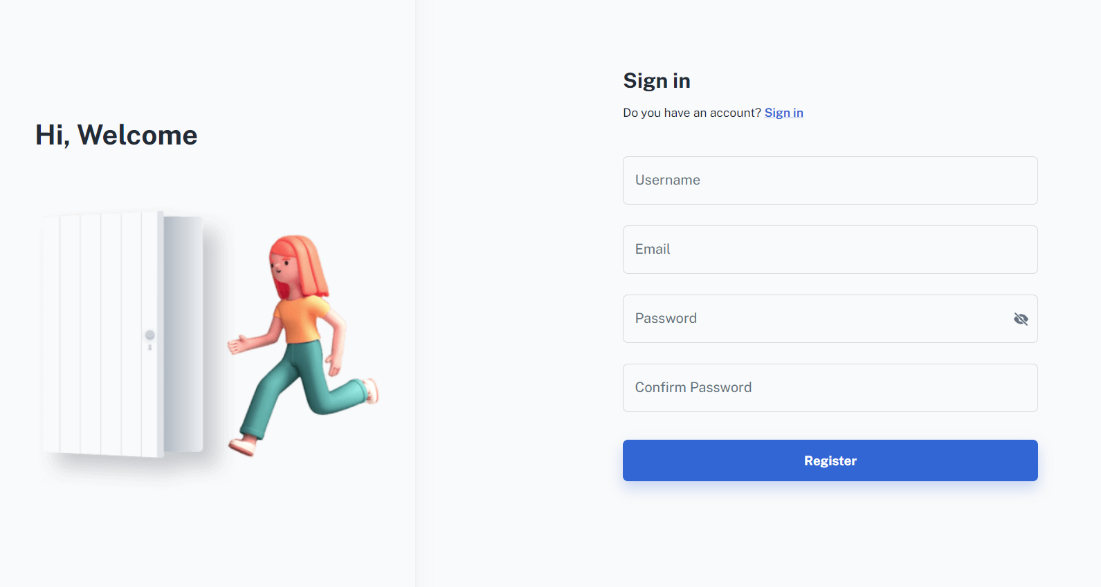 Hi, Welcome
Sign in
Do you have an account? Sign in
Username
Email
Password
Confirm Password
Register